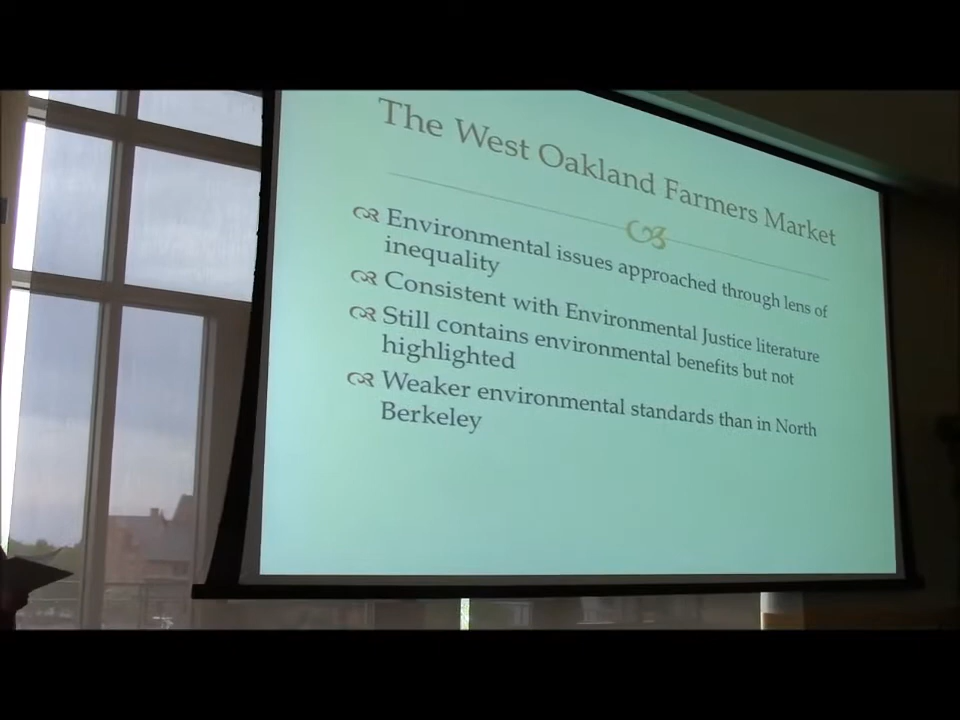 The West Oakland Farmers Market
Environmental issues approached through lens of
inequality
Consistent with Environmental Justice literature
Still contains environmental benefits but not
highlighted
Weaker environmental standards than in North
Berkeley